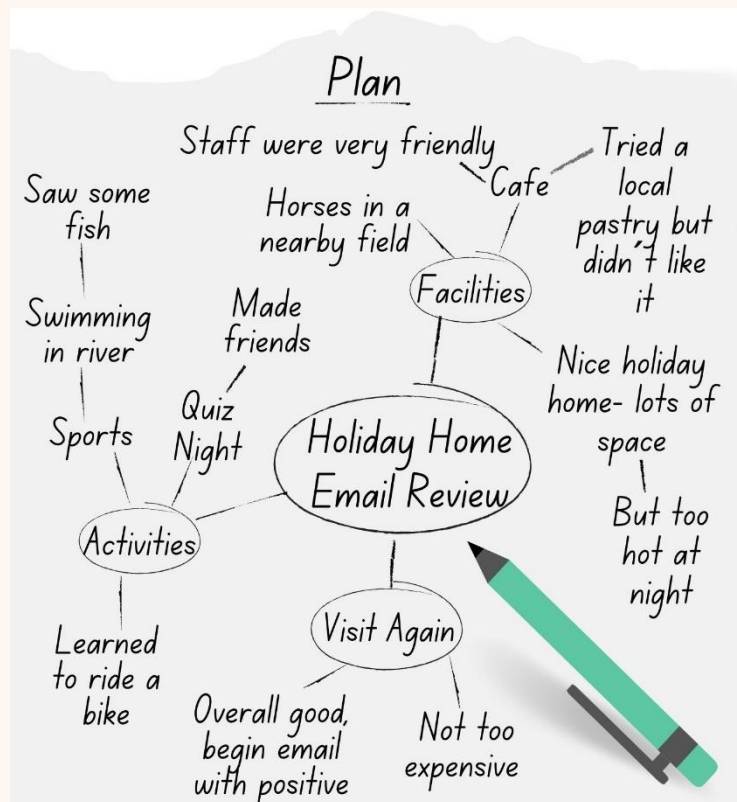 Plan
Staff were very friendly
Cafe
Tried a
local
pastry but
didn't like
it
Horses in a
nearby field
Facilities
Nice holiday
home- lots of
space
But too
hot at
night
Saw some
fish
Swimming
in river
Sports
Made
friends
Quiz
Night
Activities
Learned
to ride a
bike
Holiday Home
Email Review
Visit Again
Overall good,
begin email
with positive
Not too
expensive